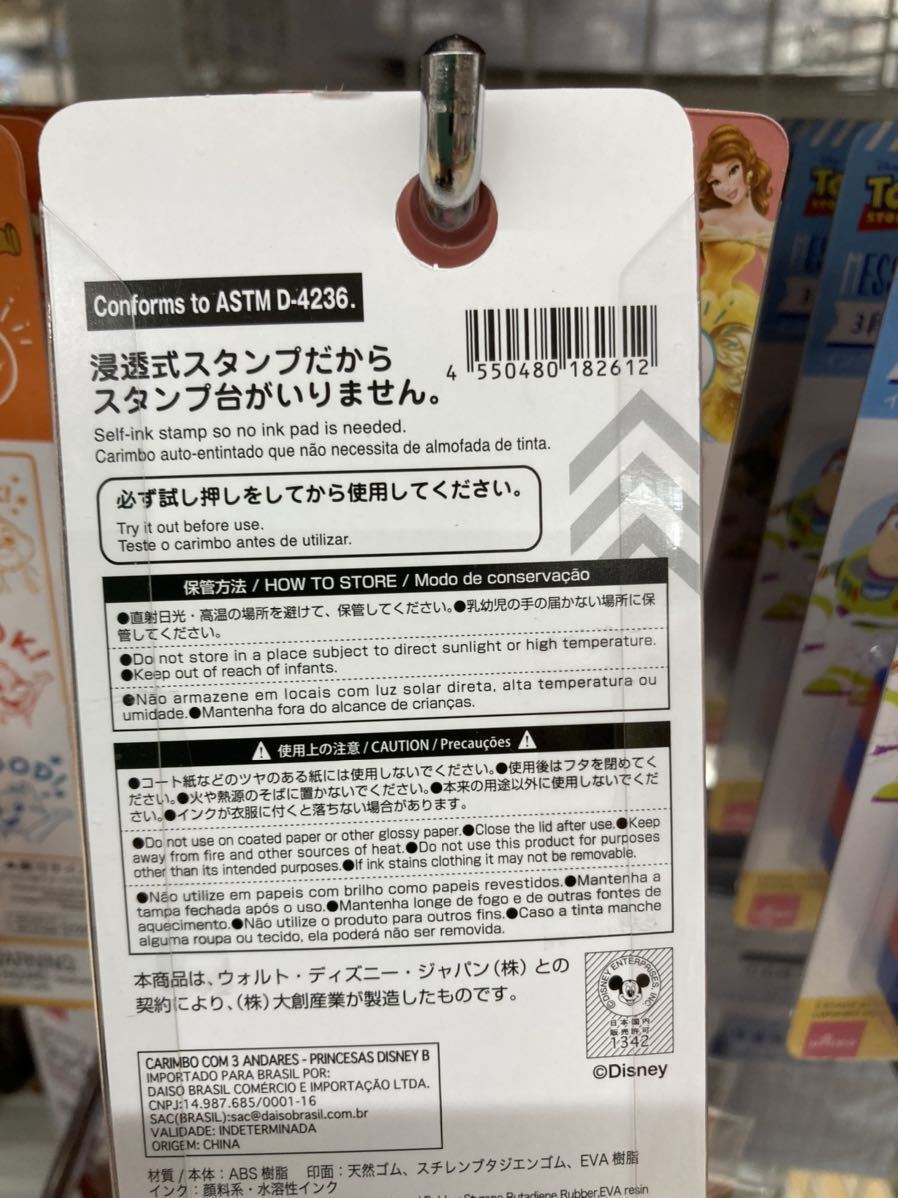 Conforms to ASTM D-4236.
浸透式スタンプだから
スタンプ台がいりません。
4 550480 182612
Self-ink stamp so no ink pad is needed.
Carimbo auto-entintado que não necessita de almofada de tinta.
必ず試し押しをしてから使用してください。
Try it out before use.
Teste o carimbo antes de utilizar.
保管方法 / HOW TO STORE / Modo de conservação
●直射日光・高温の場所を避けて、保管してください。●乳幼児の手の届かない場所に保
管してください。
●Do not store in a place subject to direct sunlight or high temperature.
●Keep out of reach of infants.
●Não armazene em locais com luz solar direta, alta temperatura ou
umidade.●Mantenha fora do alcance de crianças.
使用上の注意 / CAUTION / Precauções
●コート紙などのツヤのある紙には使用しないでください。●使用後はフタを閉めてく
ださい。●火や熱源のそばに置かないでください。●本来の用途以外に使用しないでくだ
さい。●インクが衣服に付くと落ちない場合があります。
●Do not use on coated paper or other glossy paper.●Close the lid after use.●Keep
away from fire and other sources of heat.●Do not use this product for purposes
other than its intended purposes.●If ink stains clothing it may not be removable.
●Não utilize em papeis com brilho como papeis revestidos.●Mantenha a
tampa fechada após o uso.●Mantenha longe de fogo e de outras fontes de
aquecimento.●Não utilize o produto para outros fins.●Caso a tinta manche
alguma roupa ou tecido, ela poderá não ser removida.
本商品は、ウォルト・ディズニー・ジャパン(株)との
契約により、(株)大創産業が製造したものです。
©DISNEY ENTERPRISES, INC
日本国内
販売許可
1342
©Disney
CARIMBO COM 3 ANDARES - PRINCESAS DISNEY B
IMPORTADO PARA BRASIL POR:
DAISO BRASIL COMÉRCIO E IMPORTAÇÃO LTDA.
CNPJ:14.987.685/0001-16
SAC(BRASIL):sac@daisobrasil.com.br
VALIDADE: INDETERMINADA
ORIGEM: CHINA
材質 / 本体：ABS樹脂 印面：天然ゴム、スチレンブタジエンゴム、EVA樹脂
インク：顔料系・水溶性インク
Rubber,Styrene Butadiene Rubber,EVA resin